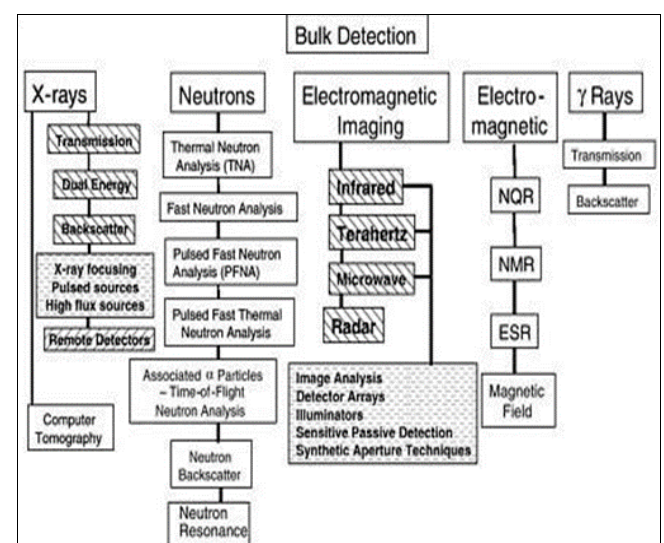 Bulk Detection
X-rays
Transmission
Dual Energy
Backscatter
X-ray focusing
Pulsed sources
High flux sources
Remote Detectors
Computer
Tomography
Neutrons
Thermal Neutron
Analysis (TNA)
Fast Neutron Analysis
Pulsed Fast Neutron
Analysis (PFNA)
Pulsed Fast Thermal
Neutron Analysis
Associated α Particles
– Time-of-Flight
Neutron Analysis
Neutron
Backscatter
Neutron
Resonance
Electromagnetic
Imaging
Infrared
Terahertz
Microwave
Radar
Image Analysis
Detector Arrays
Illuminators
Sensitive Passive Detection
Synthetic Aperture Techniques
Electro-
magnetic
NQR
NMR
ESR
Magnetic
Field
γ Rays
Transmission
Backscatter